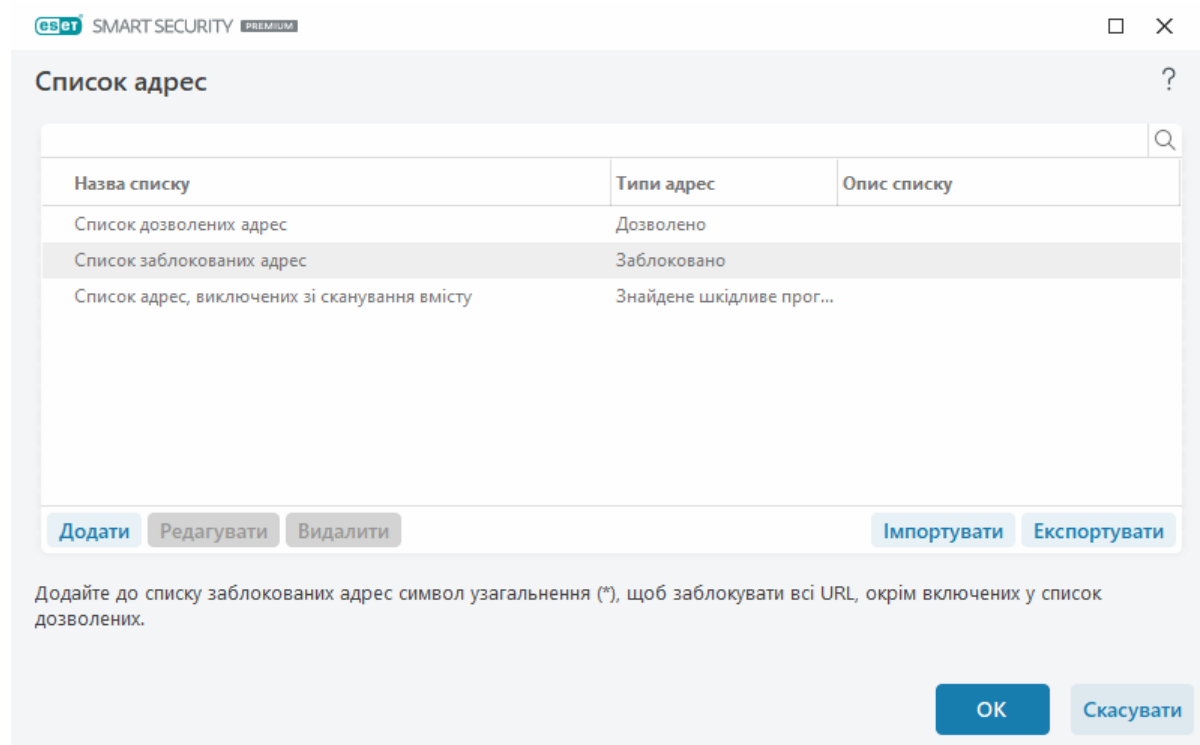 eset SMART SECURITY PREMIUM
Список адрес
?
Назва списку Типи адрес Опис списку
Список дозволених адрес Дозволено
Список заблокованих адрес Заблоковано
Список адрес, виключених зі сканування вмісту Знайдене шкідливе прог...
Додати Редагувати Видалити Імпортувати Експортувати
Додайте до списку заблокованих адрес символ узагальнення (*), щоб заблокувати всі URL, окрім включених у список
дозволених.
ОК Скасувати